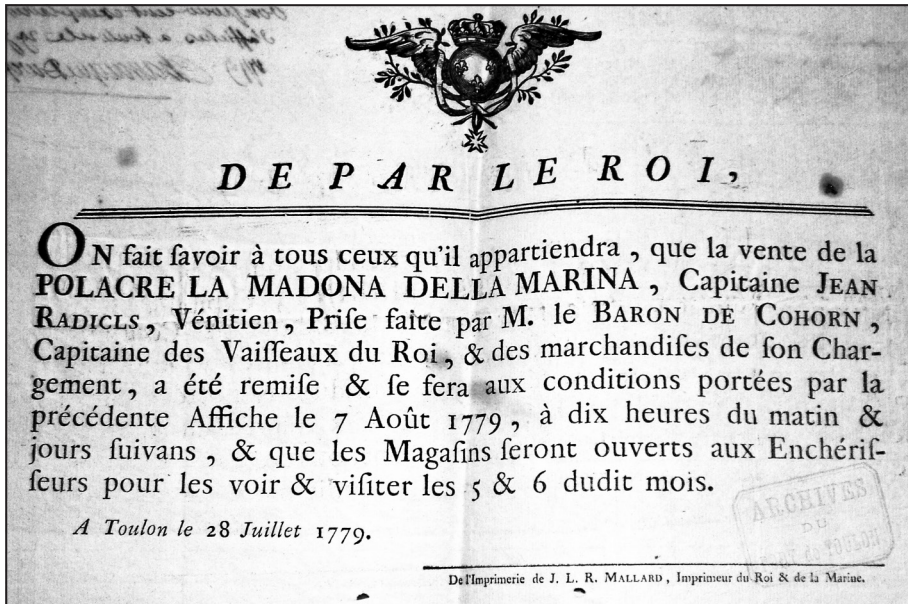 DE PAR LE ROI,
ON fait ſavoir à tous ceux qu'il appartiendra, que la vente de la
POLACRE LA MADONA DELLA MARINA, Capitaine JEAN
RADICLS, Vénitien, Priſe faite par M. le BARON DE COHORN,
Capitaine des Vaiſſeaux du Roi, & des marchandiſes de ſon Char-
gement, a été remiſe & ſe fera aux conditions portées par la
précédente Affiche le 7 Août 1779, à dix heures du matin &
jours ſuivans, & que les Magaſins ſeront ouverts aux Enchériſ-
ſeurs pour les voir & viſiter les 5 & 6 dudit mois.
A Toulon le 28 Juillet 1779.
ARCHIVES
DU
De l'Imprimerie de J. L. R. MALLARD, Imprimeur du Roi & de la Marine.